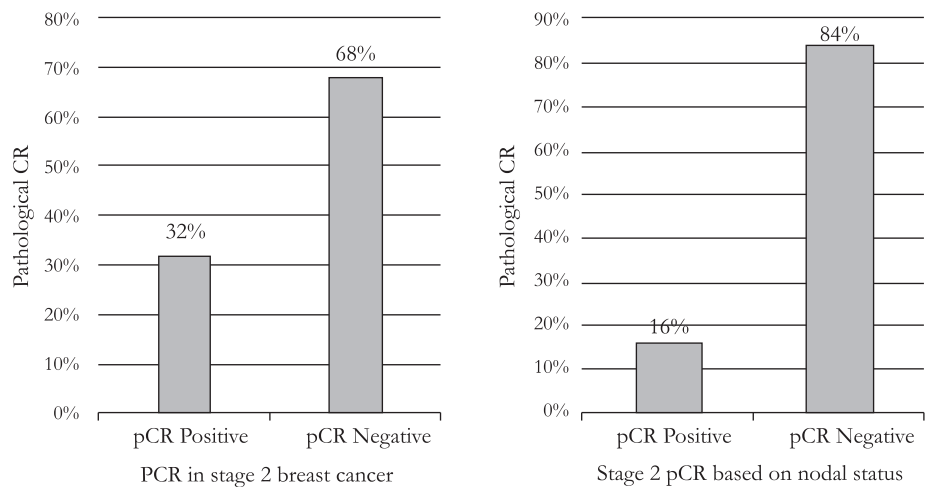 80%
70%
60%
50%
40%
30%
20%
10%
0%
Pathological CR
32%
68%
pCR Positive
pCR Negative
PCR in stage 2 breast cancer
90%
80%
70%
60%
50%
40%
30%
20%
10%
0%
Pathological CR
16%
84%
pCR Positive
pCR Negative
Stage 2 pCR based on nodal status